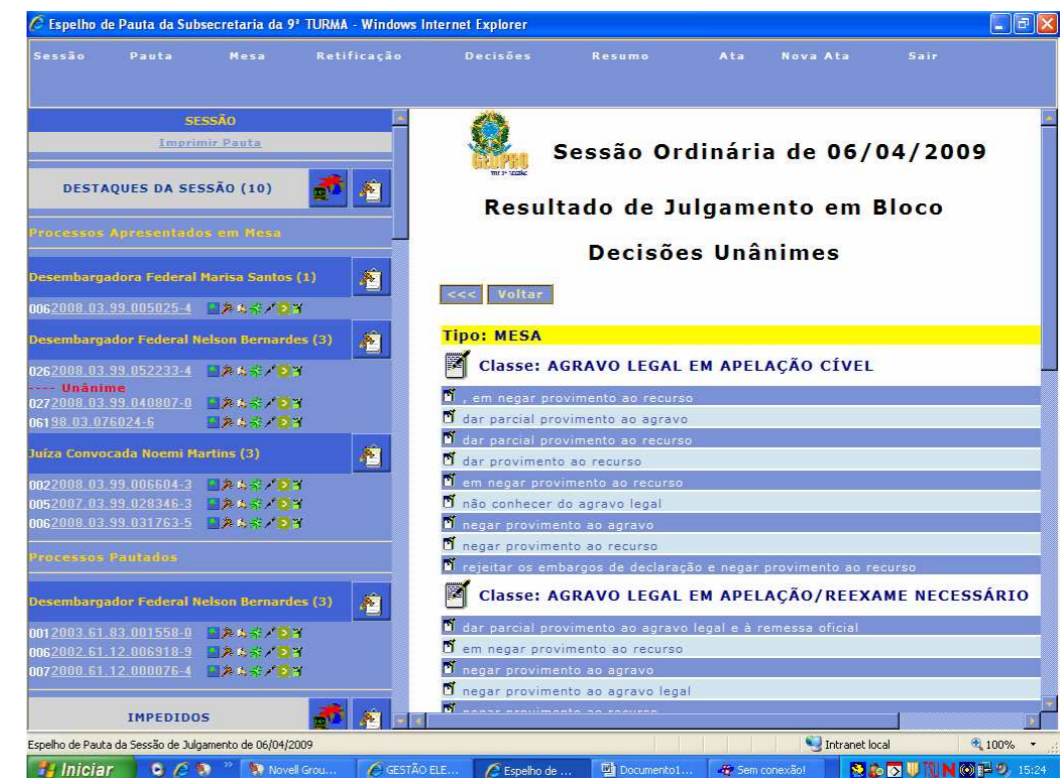 Espelho de Pauta da Subsecretaria da 9ª TURMA - Windows Internet Explorer
Sessão Pauta Mesa Retificação Decisões Resumo Ata Nova Ata Sair
SESSÃO
Imprimir Pauta
DESTAQUES DA SESSÃO (10)
Processos Apresentados em Mesa
Desembargadora Federal Marisa Santos (1)
0062008.03.99.005025-4
Desembargador Federal Nelson Bernardes (3)
0262008.03.99.052233-4
---- Unânime
0272008.03.99.040807-0
06198.03.076024-6
Juíza Convocada Noemi Martins (3)
0022008.03.99.006604-3
0052007.03.99.028346-3
0062008.03.99.031763-5
Processos Pautados
Desembargador Federal Nelson Bernardes (3)
0012003.61.83.001558-0
0062002.61.12.006918-9
0072000.61.12.000076-4
IMPEDIDOS
GEDPRO
Sessão Ordinária de 06/04/2009
Resultado de Julgamento em Bloco
Decisões Unânimes
<<< Voltar
Tipo: MESA
Classe: AGRAVO LEGAL EM APELAÇÃO CÍVEL
, em negar provimento ao recurso
dar parcial provimento ao agravo
dar parcial provimento ao recurso
dar provimento ao recurso
em negar provimento ao recurso
não conhecer do agravo legal
negar provimento ao agravo
negar provimento ao recurso
rejeitar os embargos de declaração e negar provimento ao recurso
Classe: AGRAVO LEGAL EM APELAÇÃO/REEXAME NECESSÁRIO
dar parcial provimento ao agravo legal e à remessa oficial
em negar provimento ao recurso
negar provimento ao agravo
negar provimento ao agravo legal
negar provimento ao recurso
Espelho de Pauta da Sessão de Julgamento de 06/04/2009
Intranet local
100%
Iniciar
Novell Grou...
GESTÃO ELE...
Espelho de ...
Documento1...
Sem conexão!
15:24